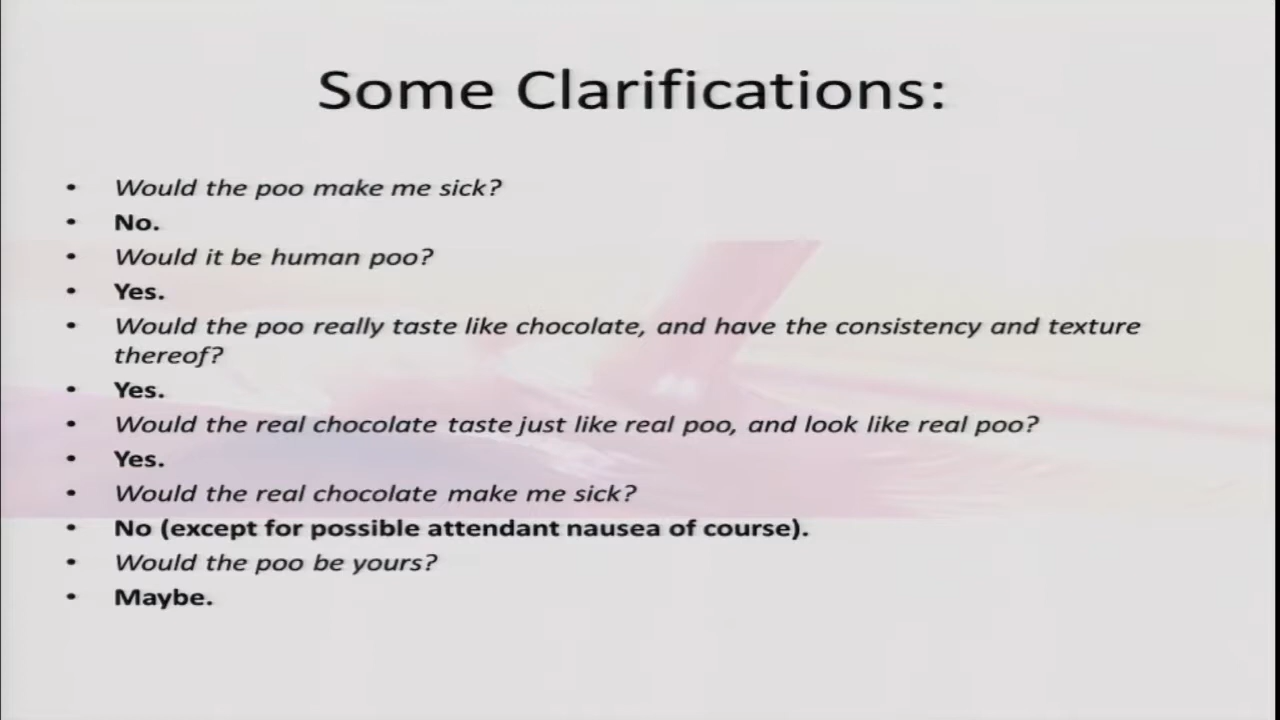 Some Clarifications:
• Would the poo make me sick?
• No.
• Would it be human poo?
• Yes.
• Would the poo really taste like chocolate, and have the consistency and texture
thereof?
• Yes.
• Would the real chocolate taste just like real poo, and look like real poo?
• Yes.
• Would the real chocolate make me sick?
• No (except for possible attendant nausea of course).
• Would the poo be yours?
• Maybe.